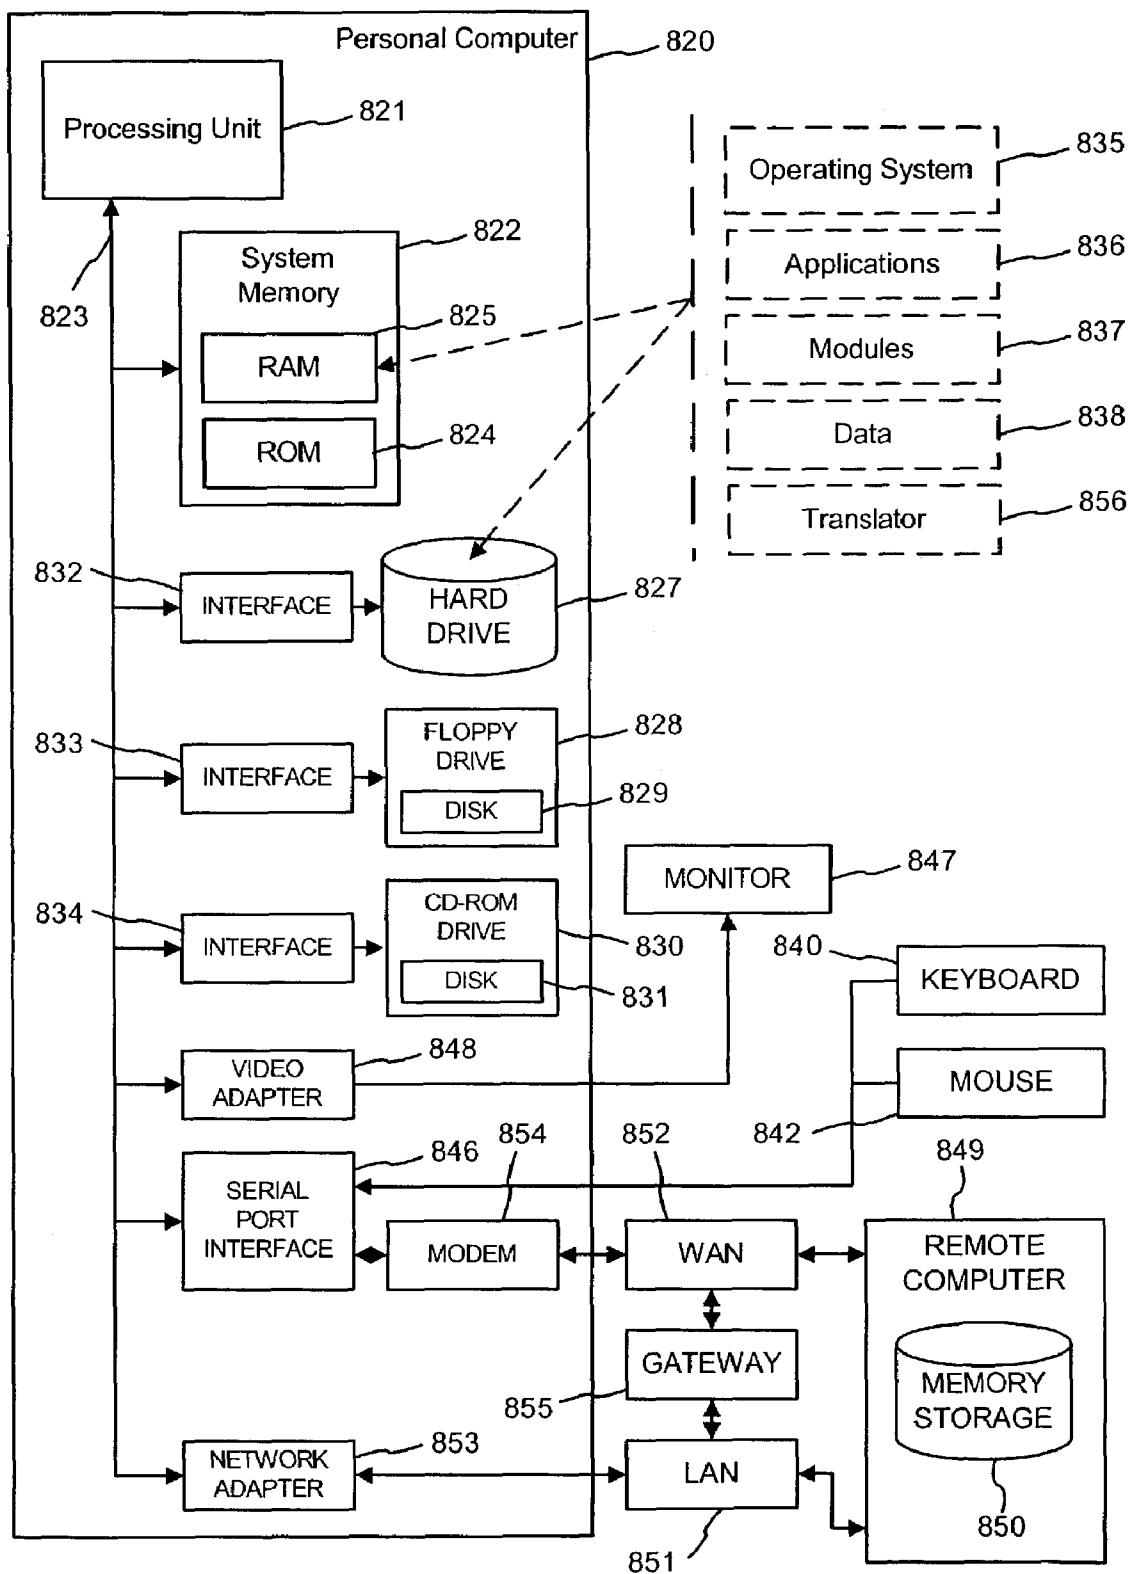 Personal Computer
820
Processing Unit
821
823
System
Memory
822
RAM
825
ROM
824
Operating System
835
Applications
836
Modules
837
Data
838
Translator
856
832
INTERFACE
HARD
DRIVE
827
833
INTERFACE
FLOPPY
DRIVE
828
DISK
829
834
INTERFACE
CD-ROM
DRIVE
830
DISK
831
MONITOR
847
840
KEYBOARD
MOUSE
842
VIDEO
ADAPTER
848
846
SERIAL
PORT
INTERFACE
854
MODEM
852
WAN
849
REMOTE
COMPUTER
GATEWAY
855
MEMORY
STORAGE
850
NETWORK
ADAPTER
853
LAN
851